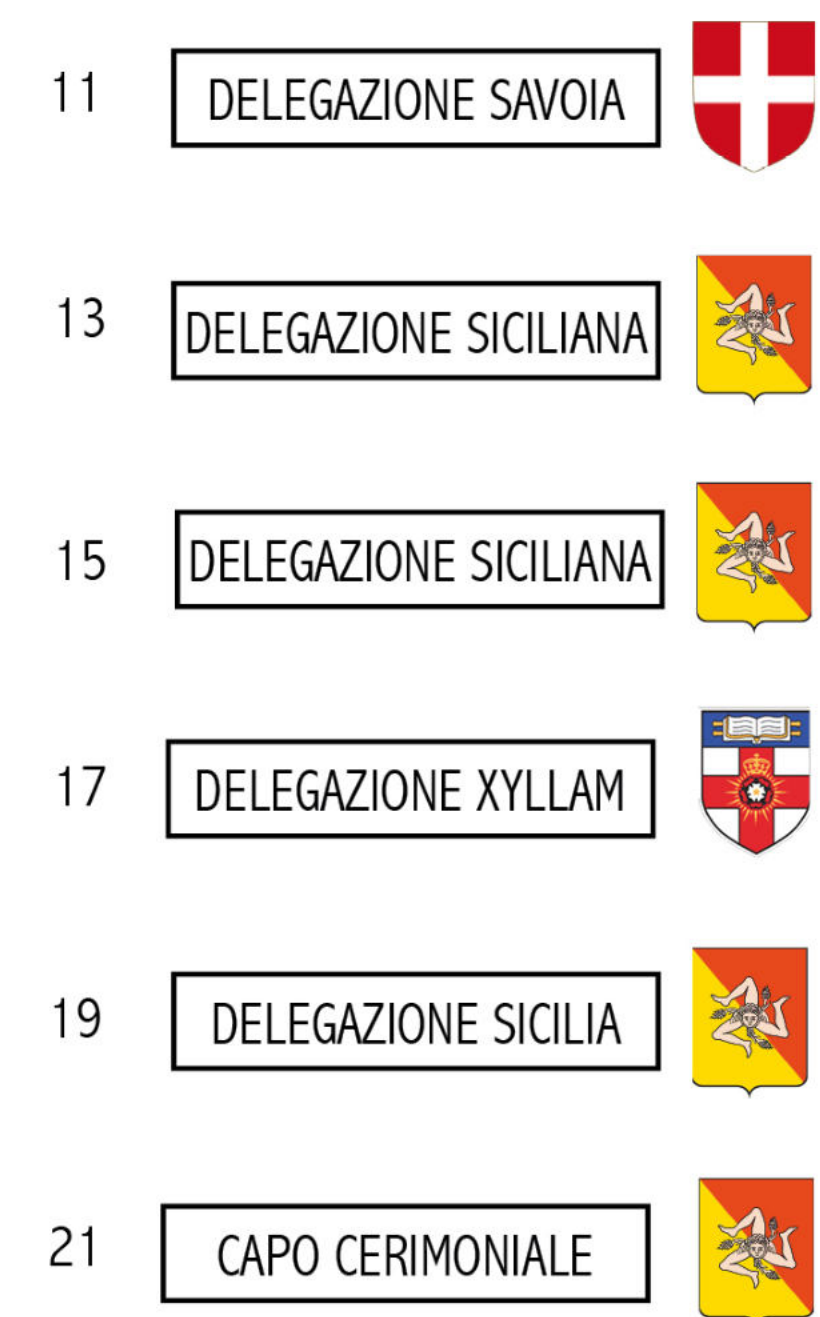 11 DELEGAZIONE SAVOIA
13 DELEGAZIONE SICILIANA
15 DELEGAZIONE SICILIANA
17 DELEGAZIONE XYLLAM
19 DELEGAZIONE SICILIA
21 CAPO CERIMONIALE